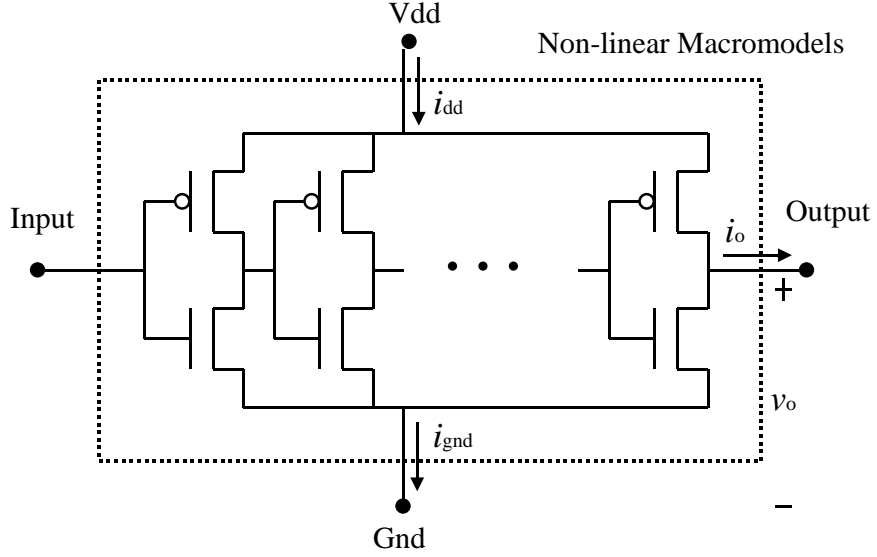 Vdd
Non-linear Macromodels
idd
Input
Output
io
+
• • •
vo
ignd
−
Gnd